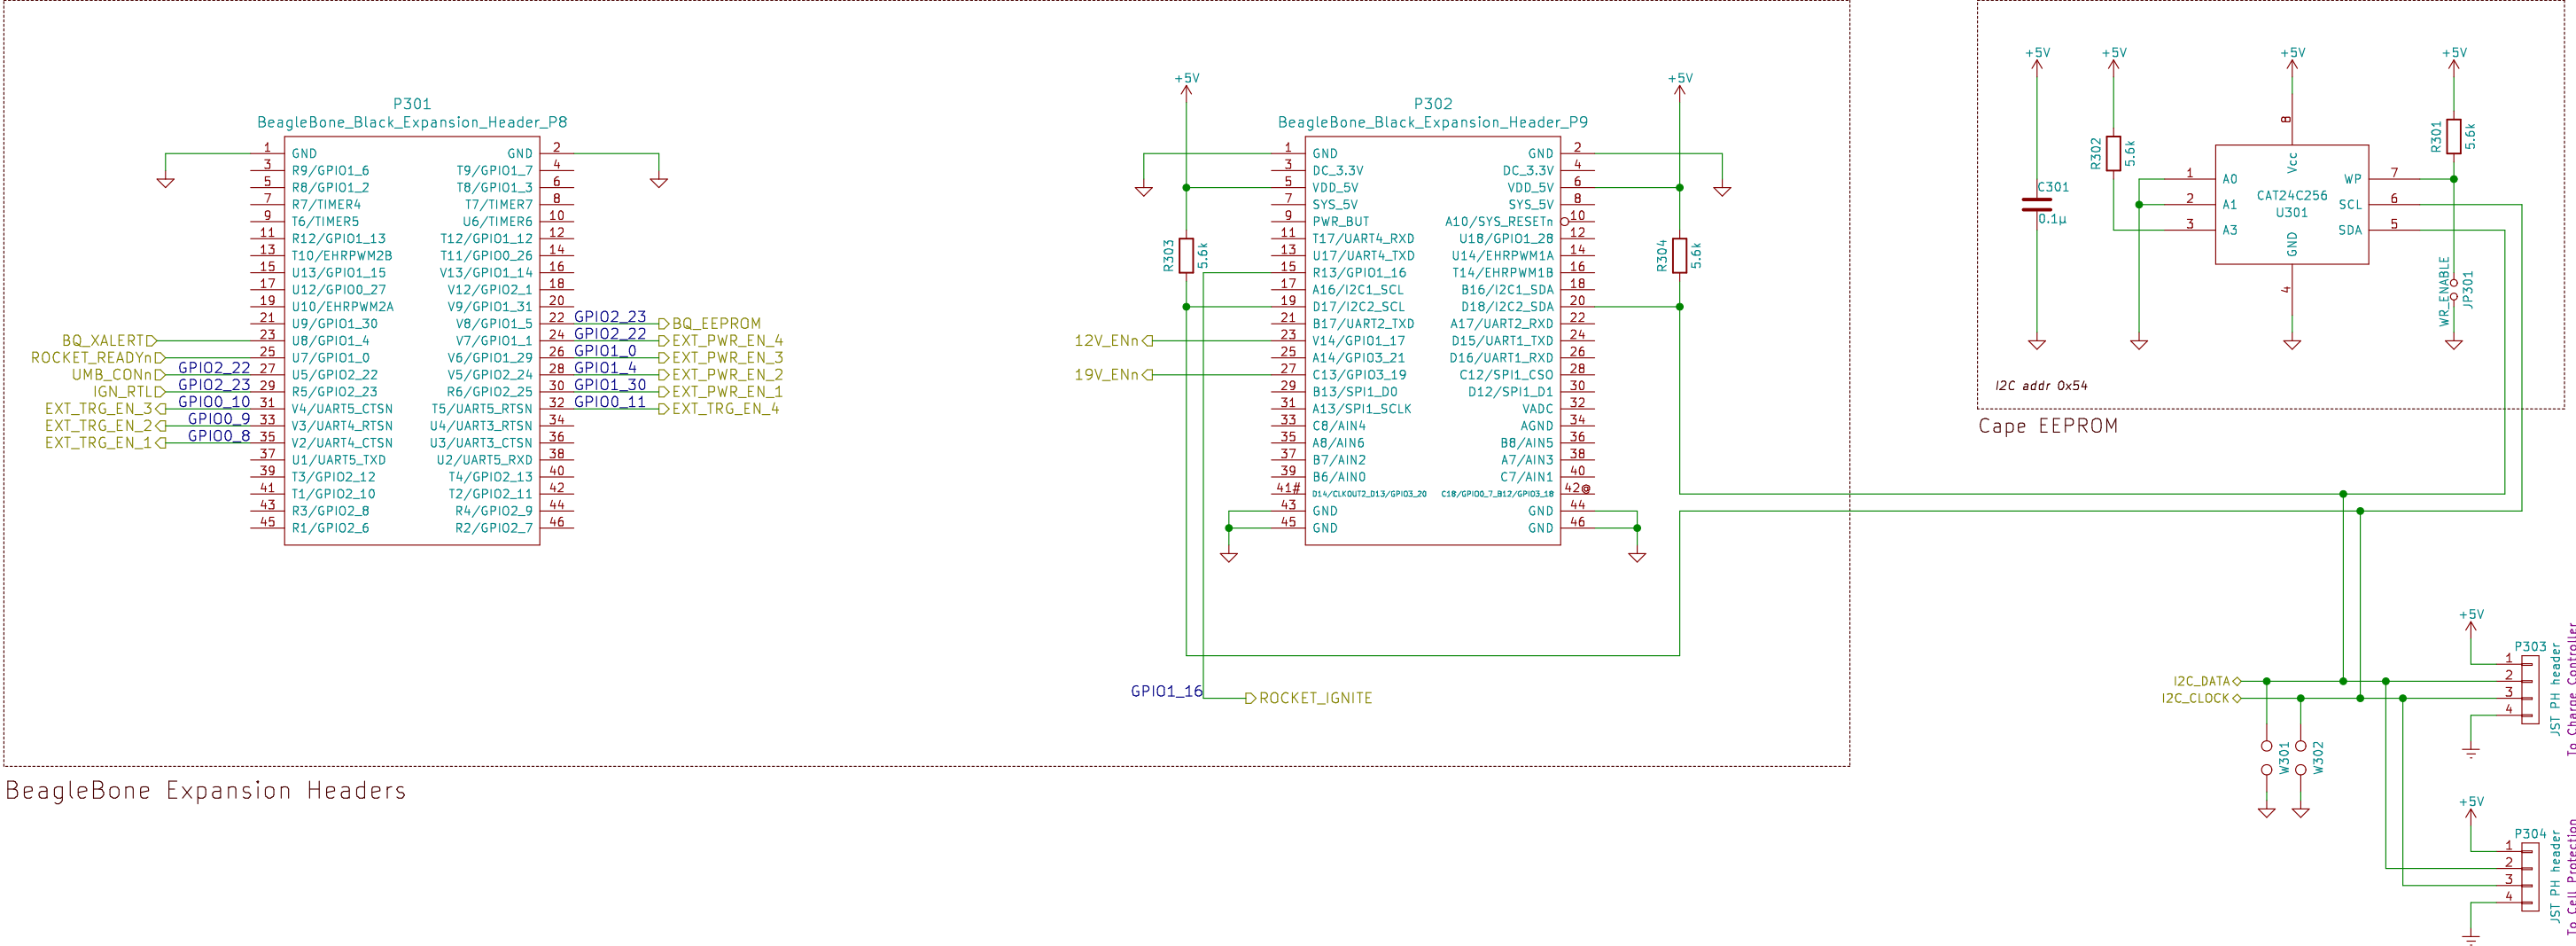 P301
BeagleBone_Black_Expansion_Header_P8
1 GND GND 2
3 R9/GPIO1_6 T9/GPIO1_7 4
5 R8/GPIO1_2 T8/GPIO1_3 6
7 R7/TIMER4 T7/TIMER7 8
9 T6/TIMER5 U6/TIMER6 10
11 R12/GPIO1_13 T12/GPIO1_12 12
13 T10/EHRPWM2B T11/GPIO0_26 14
15 U13/GPIO1_15 V13/GPIO1_14 16
17 U12/GPIO0_27 V12/GPIO2_1 18
19 U10/EHRPWM2A V9/GPIO1_31 20
21 U9/GPIO1_30 V8/GPIO1_5 22 GPIO2_23 BQ_EEPROM
BQ_XALERT 23 U8/GPIO1_4 V7/GPIO1_1 24 GPIO2_22 EXT_PWR_EN_4
ROCKET_READYn 25 U7/GPIO1_0 V6/GPIO1_29 26 GPIO1_0 EXT_PWR_EN_3
UMB_CONn GPIO2_22 27 U5/GPIO2_22 V5/GPIO2_24 28 GPIO1_4 EXT_PWR_EN_2
IGN_RTL GPIO2_23 29 R5/GPIO2_23 R6/GPIO2_25 30 GPIO1_30 EXT_PWR_EN_1
EXT_TRG_EN_3 GPIO0_10 31 V4/UART5_CTSN T5/UART5_RTSN 32 GPIO0_11 EXT_TRG_EN_4
EXT_TRG_EN_2 GPIO0_9 33 V3/UART4_RTSN U4/UART3_RTSN 34
EXT_TRG_EN_1 GPIO0_8 35 V2/UART4_CTSN U3/UART3_CTSN 36
37 U1/UART5_TXD U2/UART5_RXD 38
39 T3/GPIO2_12 T4/GPIO2_13 40
41 T1/GPIO2_10 T2/GPIO2_11 42
43 R3/GPIO2_8 R4/GPIO2_9 44
45 R1/GPIO2_6 R2/GPIO2_7 46
+5V
+5V
P302
BeagleBone_Black_Expansion_Header_P9
1 GND GND 2
3 DC_3.3V DC_3.3V 4
5 VDD_5V VDD_5V 6
7 SYS_5V SYS_5V 8
9 PWR_BUT A10/SYS_RESETn 10
11 T17/UART4_RXD U18/GPIO1_28 12
13 U17/UART4_TXD U14/EHRPWM1A 14
15 R13/GPIO1_16 T14/EHRPWM1B 16
17 A16/I2C1_SCL B16/I2C1_SDA 18
19 D17/I2C2_SCL D18/I2C2_SDA 20
21 B17/UART2_TXD A17/UART2_RXD 22
12V_ENn 23 V14/GPIO1_17 D15/UART1_TXD 24
25 A14/GPIO3_21 D16/UART1_RXD 26
19V_ENn 27 C13/GPIO3_19 C12/SPI1_CSO 28
29 B13/SPI1_D0 D12/SPI1_D1 30
31 A13/SPI1_SCLK VADC 32
33 C8/AIN4 AGND 34
35 A8/AIN6 B8/AIN5 36
37 B7/AIN2 A7/AIN3 38
39 B6/AIN0 C7/AIN1 40
41# D14/CLKOUT2_D13/GPIO3_20 C18/GPIO0_7_B12/GPIO3_18 42@
43 GND GND 44
45 GND GND 46
R303 5.6k
R304 5.6k
GPIO1_16 ROCKET_IGNITE
BeagleBone Expansion Headers
+5V +5V +5V +5V
C301
0.1µ
R302 5.6k
R301 5.6k
8 Vcc
1 A0 WP 7
CAT24C256
2 A1 SCL 6
U301
3 A3 SDA 5
GND 4
WR_ENABLE
JP301
I2C addr 0x54
Cape EEPROM
+5V
P303
I2C_DATA
I2C_CLOCK
1
2
3
4
JST PH header
To Charge Controller
W301
W302
+5V
P304
1
2
3
4
JST PH header
To Cell Protection